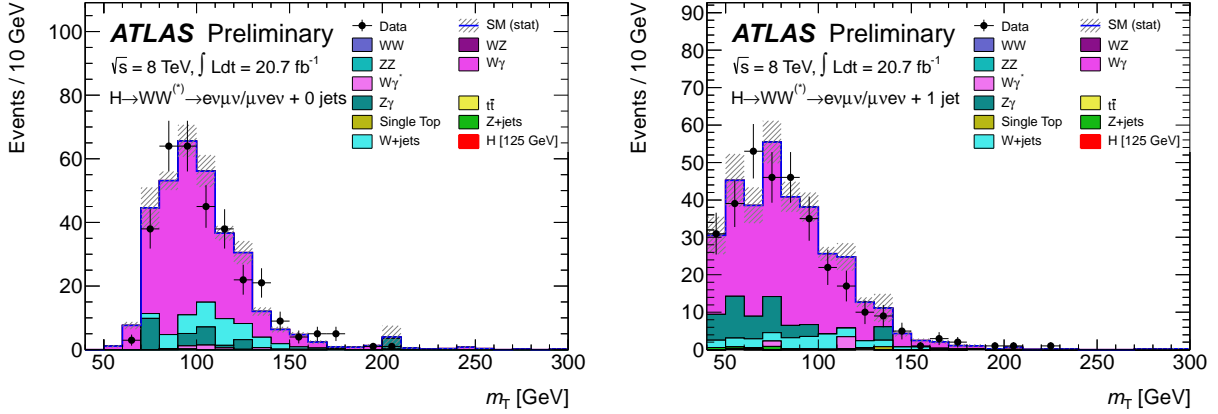 Events / 10 GeV
100
80
60
40
20
0
ATLAS Preliminary
√s = 8 TeV, ∫ Ldt = 20.7 fb⁻¹
H→WW⁽*⁾→eνμν/μνeν + 0 jets
Data
SM (stat)
WW
WZ
ZZ
Wγ
Wγ*
Zγ
tt̄
Single Top
Z+jets
W+jets
H [125 GeV]
50 100 150 200 250 300
m_T [GeV]
Events / 10 GeV
90
80
70
60
50
40
30
20
10
0
ATLAS Preliminary
√s = 8 TeV, ∫ Ldt = 20.7 fb⁻¹
H→WW⁽*⁾→eνμν/μνeν + 1 jet
Data
SM (stat)
WW
WZ
ZZ
Wγ
Wγ*
Zγ
tt̄
Single Top
Z+jets
W+jets
H [125 GeV]
50 100 150 200 250 300
m_T [GeV]